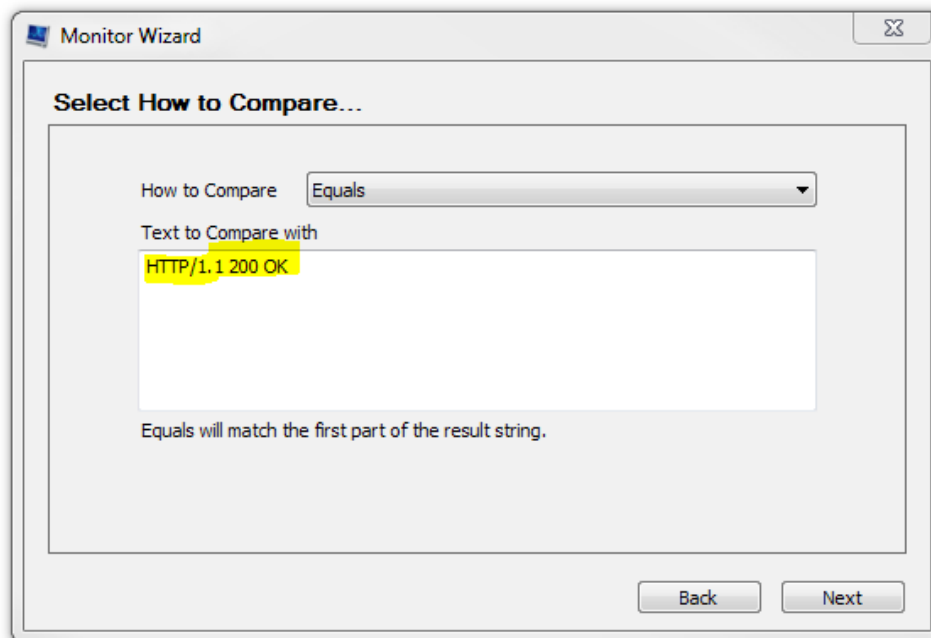 Monitor Wizard
Select How to Compare...
How to Compare Equals
Text to Compare with
HTTP/1.1 200 OK
Equals will match the first part of the result string.
Back Next